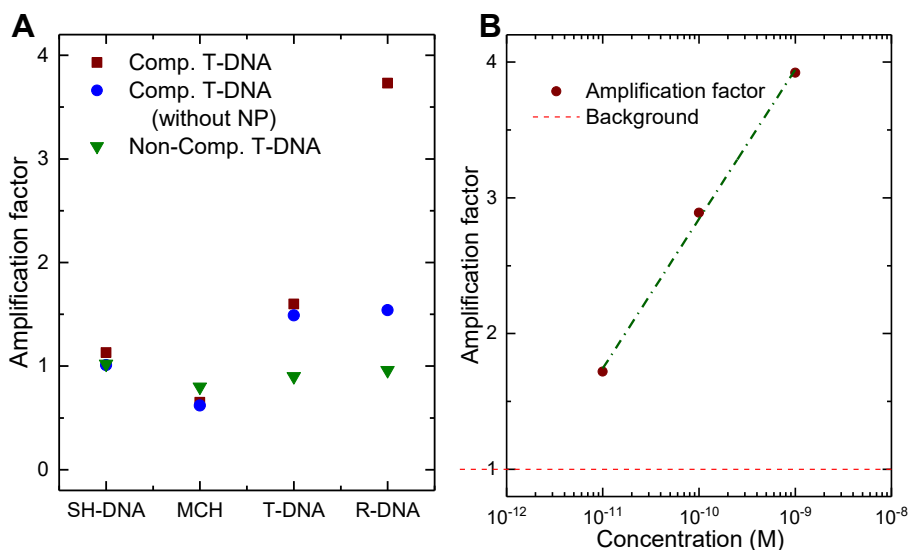 A
Comp. T-DNA
Comp. T-DNA
(without NP)
Non-Comp. T-DNA
Amplification factor
4
3
2
1
0
SH-DNA MCH T-DNA R-DNA
B
Amplification factor
Background
Amplification factor
4
3
2
1
10⁻¹² 10⁻¹¹ 10⁻¹⁰ 10⁻⁹ 10⁻⁸
Concentration (M)